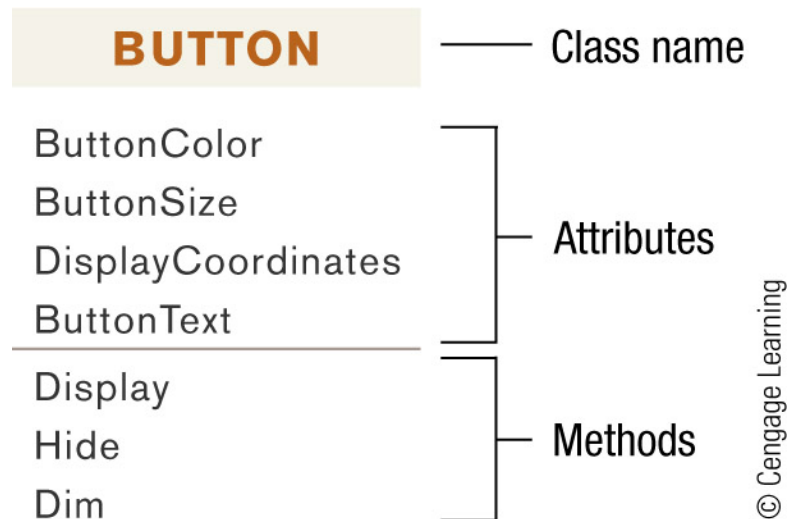 BUTTON
Class name
ButtonColor
ButtonSize
DisplayCoordinates
ButtonText
Attributes
Display
Hide
Dim
Methods
© Cengage Learning